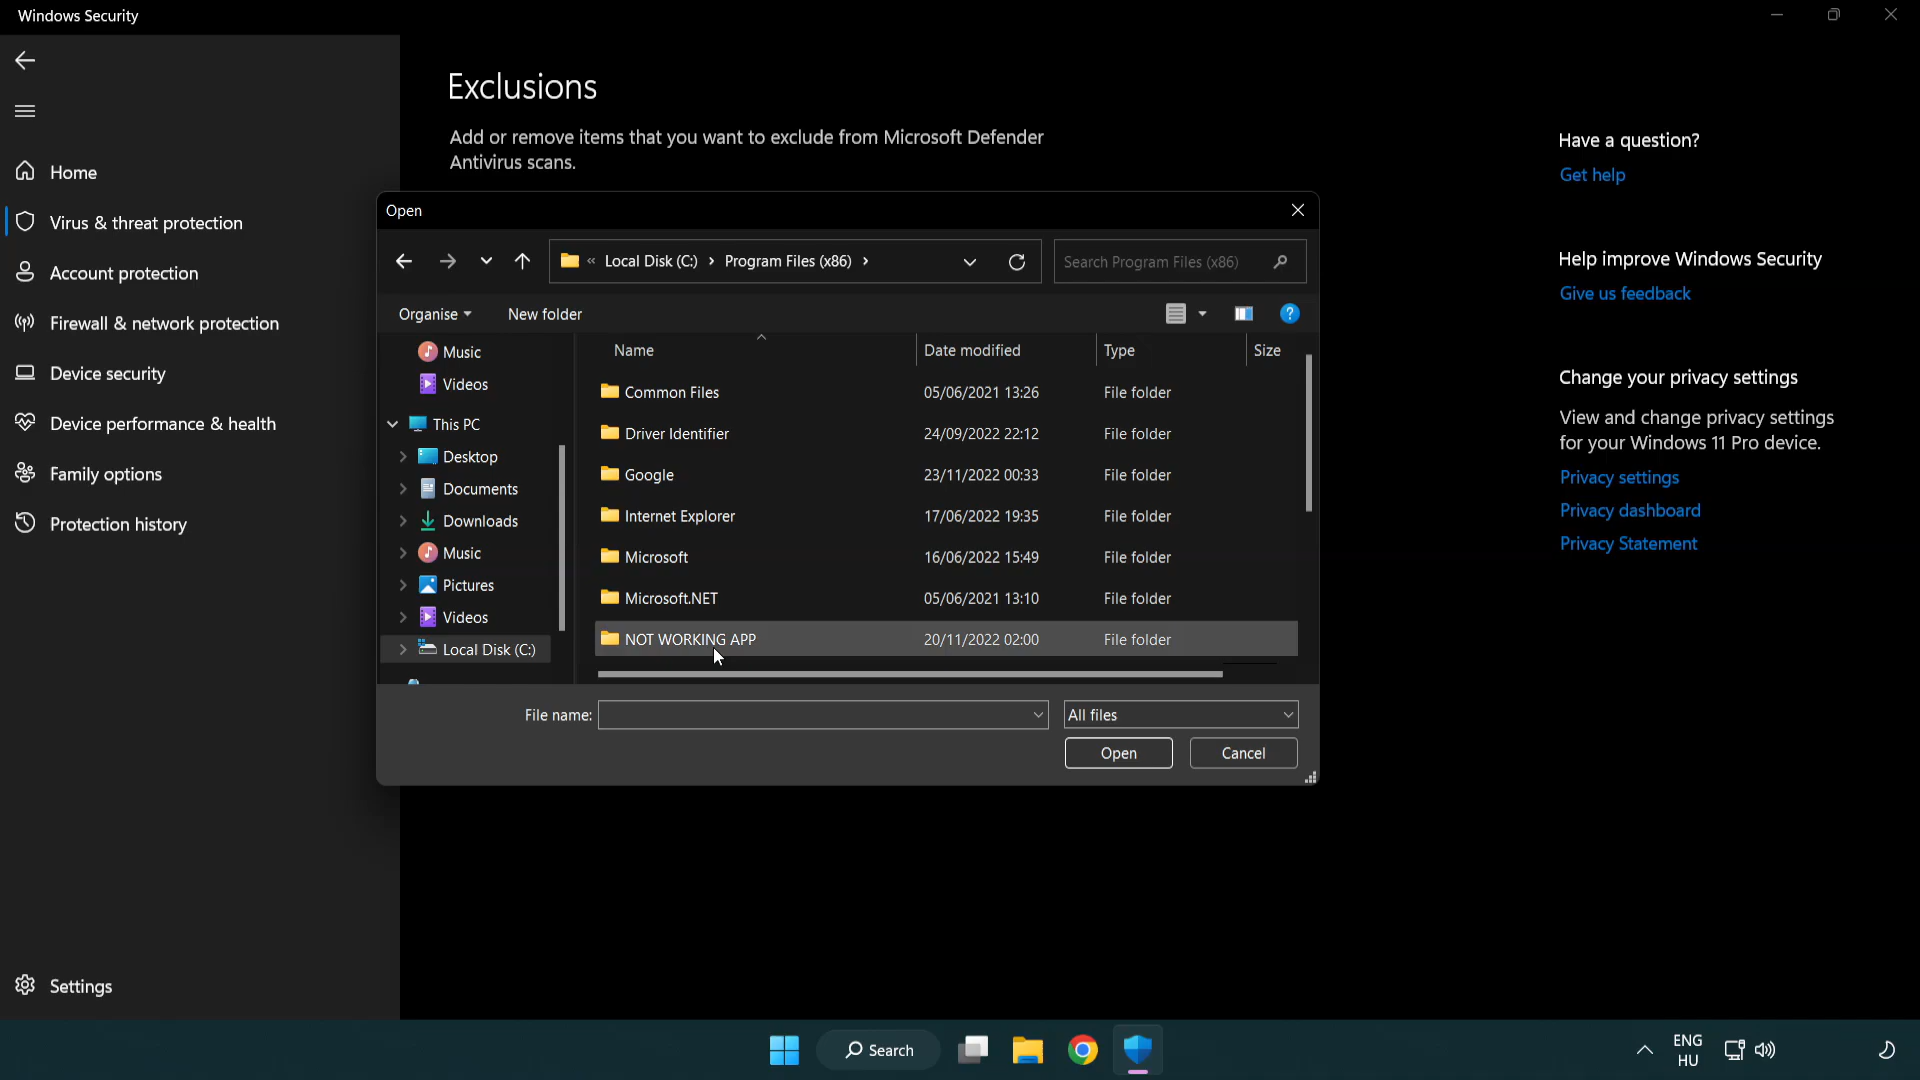 Windows Security
Home
Virus & threat protection
Account protection
Firewall & network protection
Device security
Device performance & health
Family options
Protection history
Settings
Exclusions
Add or remove items that you want to exclude from Microsoft Defender
Antivirus scans.
Open
« Local Disk (C:) › Program Files (x86) ›
Search Program Files (x86)
Organise
New folder
Music
Videos
This PC
Desktop
Documents
Downloads
Music
Pictures
Videos
Local Disk (C:)
Name Date modified Type Size
Common Files 05/06/2021 13:26 File folder
Driver Identifier 24/09/2022 22:12 File folder
Google 23/11/2022 00:33 File folder
Internet Explorer 17/06/2022 19:35 File folder
Microsoft 16/06/2022 15:49 File folder
Microsoft.NET 05/06/2021 13:10 File folder
NOT WORKING APP 20/11/2022 02:00 File folder
File name:
All files
Open
Cancel
Have a question?
Get help
Help improve Windows Security
Give us feedback
Change your privacy settings
View and change privacy settings
for your Windows 11 Pro device.
Privacy settings
Privacy dashboard
Privacy Statement
Search
ENG
HU